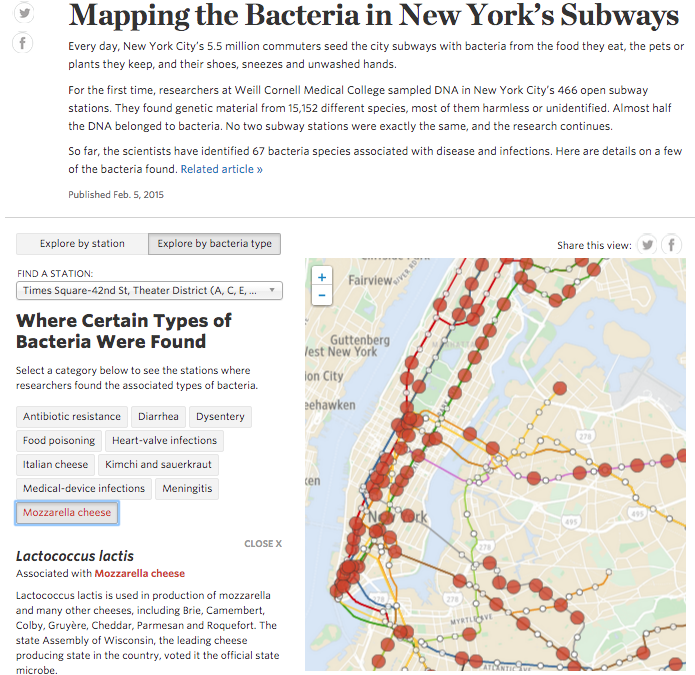 Mapping the Bacteria in New York's Subways
Every day, New York City's 5.5 million commuters seed the city subways with bacteria from the food they eat, the pets or
plants they keep, and their shoes, sneezes and unwashed hands.
For the first time, researchers at Weill Cornell Medical College sampled DNA in New York City's 466 open subway
stations. They found genetic material from 15,152 different species, most of them harmless or unidentified. Almost half
the DNA belonged to bacteria. No two subway stations were exactly the same, and the research continues.
So far, the scientists have identified 67 bacteria species associated with disease and infections. Here are details on a few
of the bacteria found. Related article »
Published Feb. 5, 2015
Explore by station
Explore by bacteria type
Share this view:
FIND A STATION:
Times Square-42nd St, Theater District (A, C, E, ...
Where Certain Types of
Bacteria Were Found
Select a category below to see the stations where
researchers found the associated types of bacteria.
Antibiotic resistance
Diarrhea
Dysentery
Food poisoning
Heart-valve infections
Italian cheese
Kimchi and sauerkraut
Medical-device infections
Meningitis
Mozzarella cheese
Lactococcus lactis
CLOSE X
Associated with Mozzarella cheese
Lactococcus lactis is used in production of mozzarella
and many other cheeses, including Brie, Camembert,
Colby, Gruyère, Cheddar, Parmesan and Roquefort. The
state Assembly of Wisconsin, the leading cheese
producing state in the country, voted it the official state
microbe.
+
−
Fairview
Guttenberg
West New York
ion City
eehawken
278
ken
495
495
278
278
278
MYRTLE AVE
ATLANTIC AVE